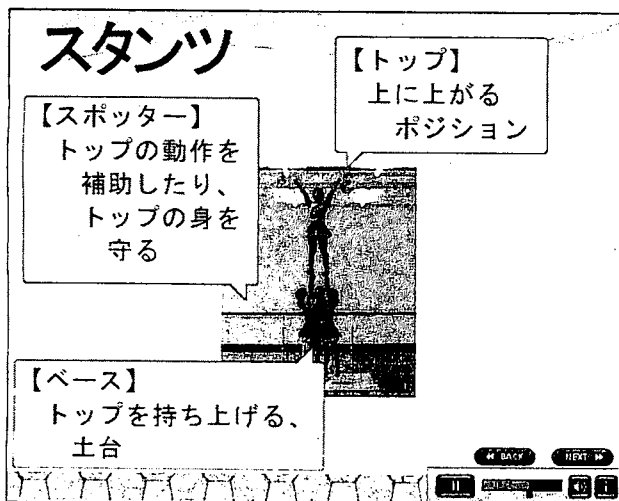 スタンツ
【トップ】
上に上がる
ポジション
【スポッター】
トップの動作を
補助したり、
トップの身を
守る
【ベース】
トップを持ち上げる、
土台
BACK
NEXT